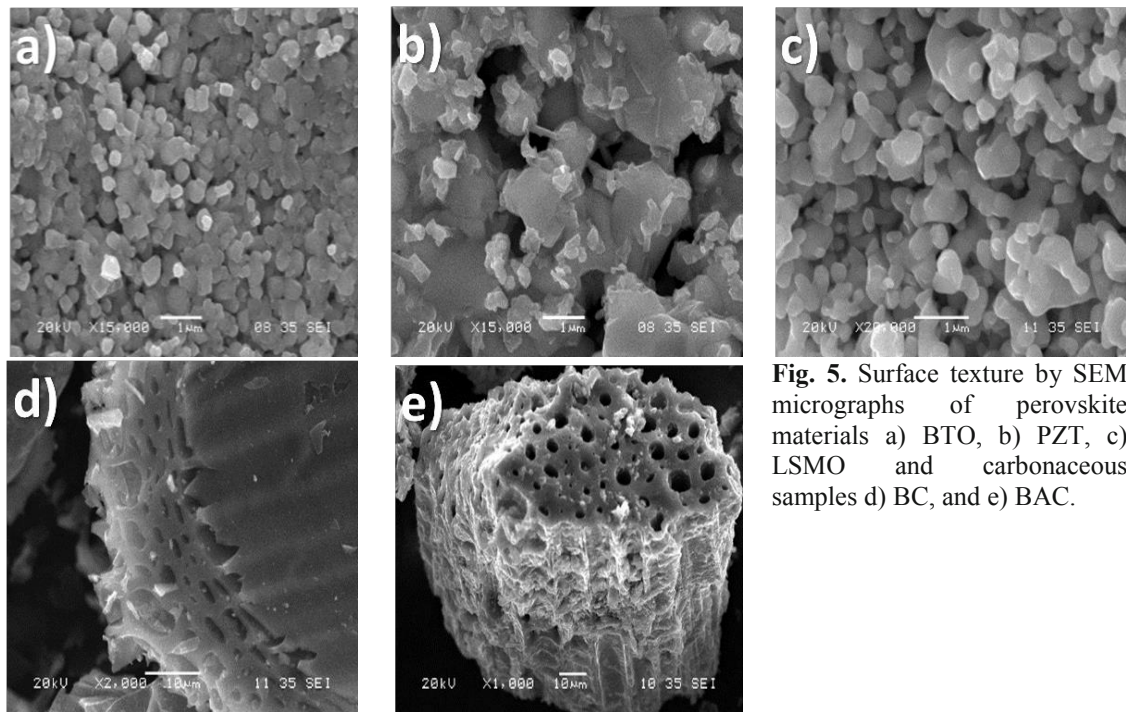 a)
b)
c)
20kV X15,000 1μm 08 35 SEI
20kV X15,000 1μm 08 35 SEI
20kV X20,000 1μm 11 35 SEI
d)
e)
20kV X2,000 10μm 11 35 SEI
20kV X1,000 10μm 10 35 SEI
Fig. 5. Surface texture by SEM
micrographs of perovskite
materials a) BTO, b) PZT, c)
LSMO and carbonaceous
samples d) BC, and e) BAC.